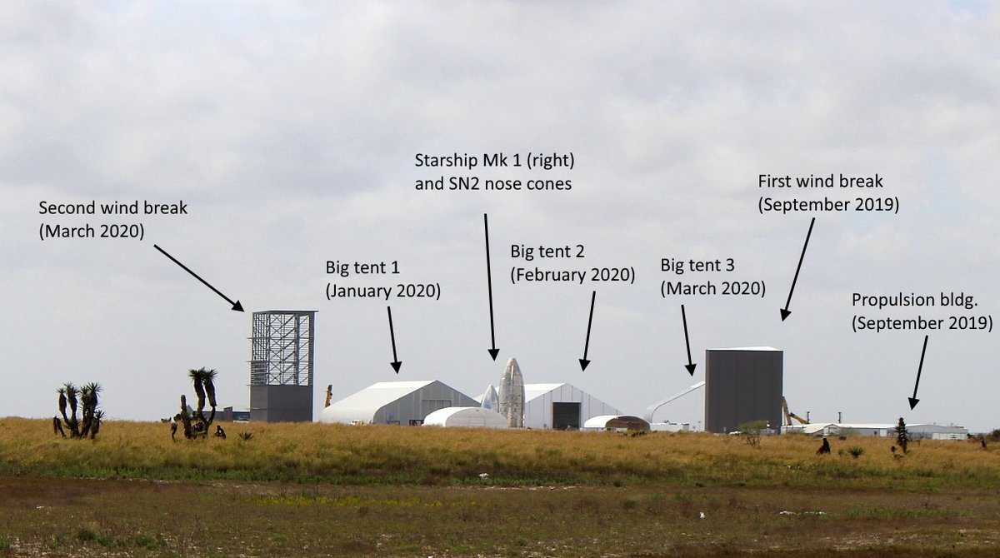 Starship Mk 1 (right)
and SN2 nose cones
First wind break
(September 2019)
Second wind break
(March 2020)
Big tent 2
(February 2020)
Big tent 1
(January 2020)
Big tent 3
(March 2020)
Propulsion bldg.
(September 2019)